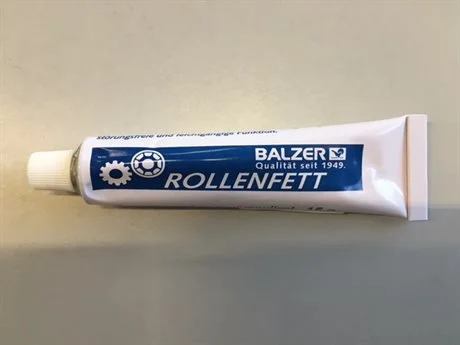 störungsfreie und leichtgängige Funktion.
BALZER
Qualität seit 1949.
ROLLENFETT